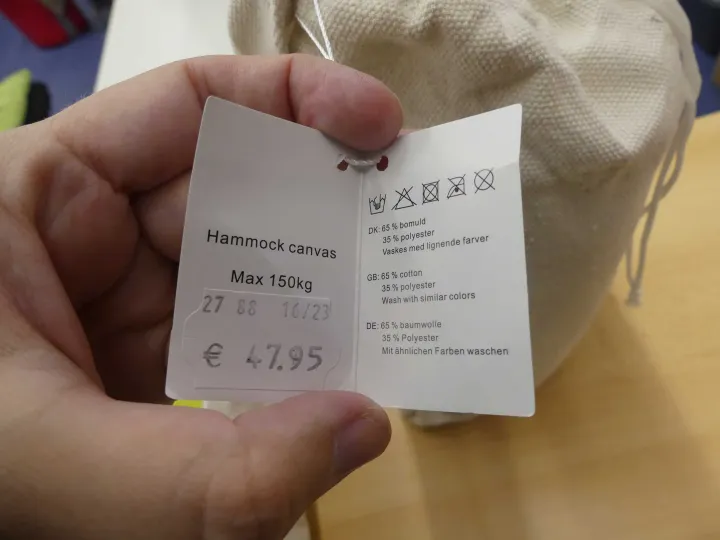 Hammock canvas
Max 150kg
27 88 16/23
€ 47.95
DK: 65 % bomuld
35 % polyester
Vaskes med lignende farver
GB: 65 % cotton
35 % polyester
Wash with similar colors
DE: 65 % baumwolle
35 % Polyester
Mit ähnlichen Farben waschen